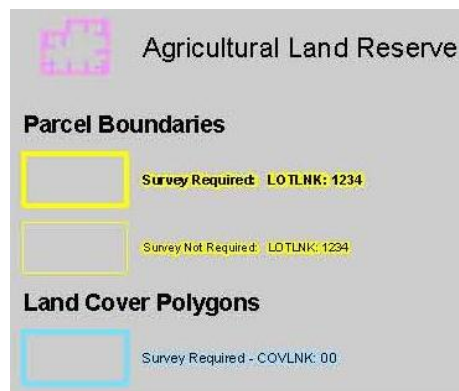 Agricultural Land Reserve
Parcel Boundaries
Survey Required: LOTLNK: 1234
Survey Not Required: LOTLNK: 1234
Land Cover Polygons
Survey Required - COVLNK: 00